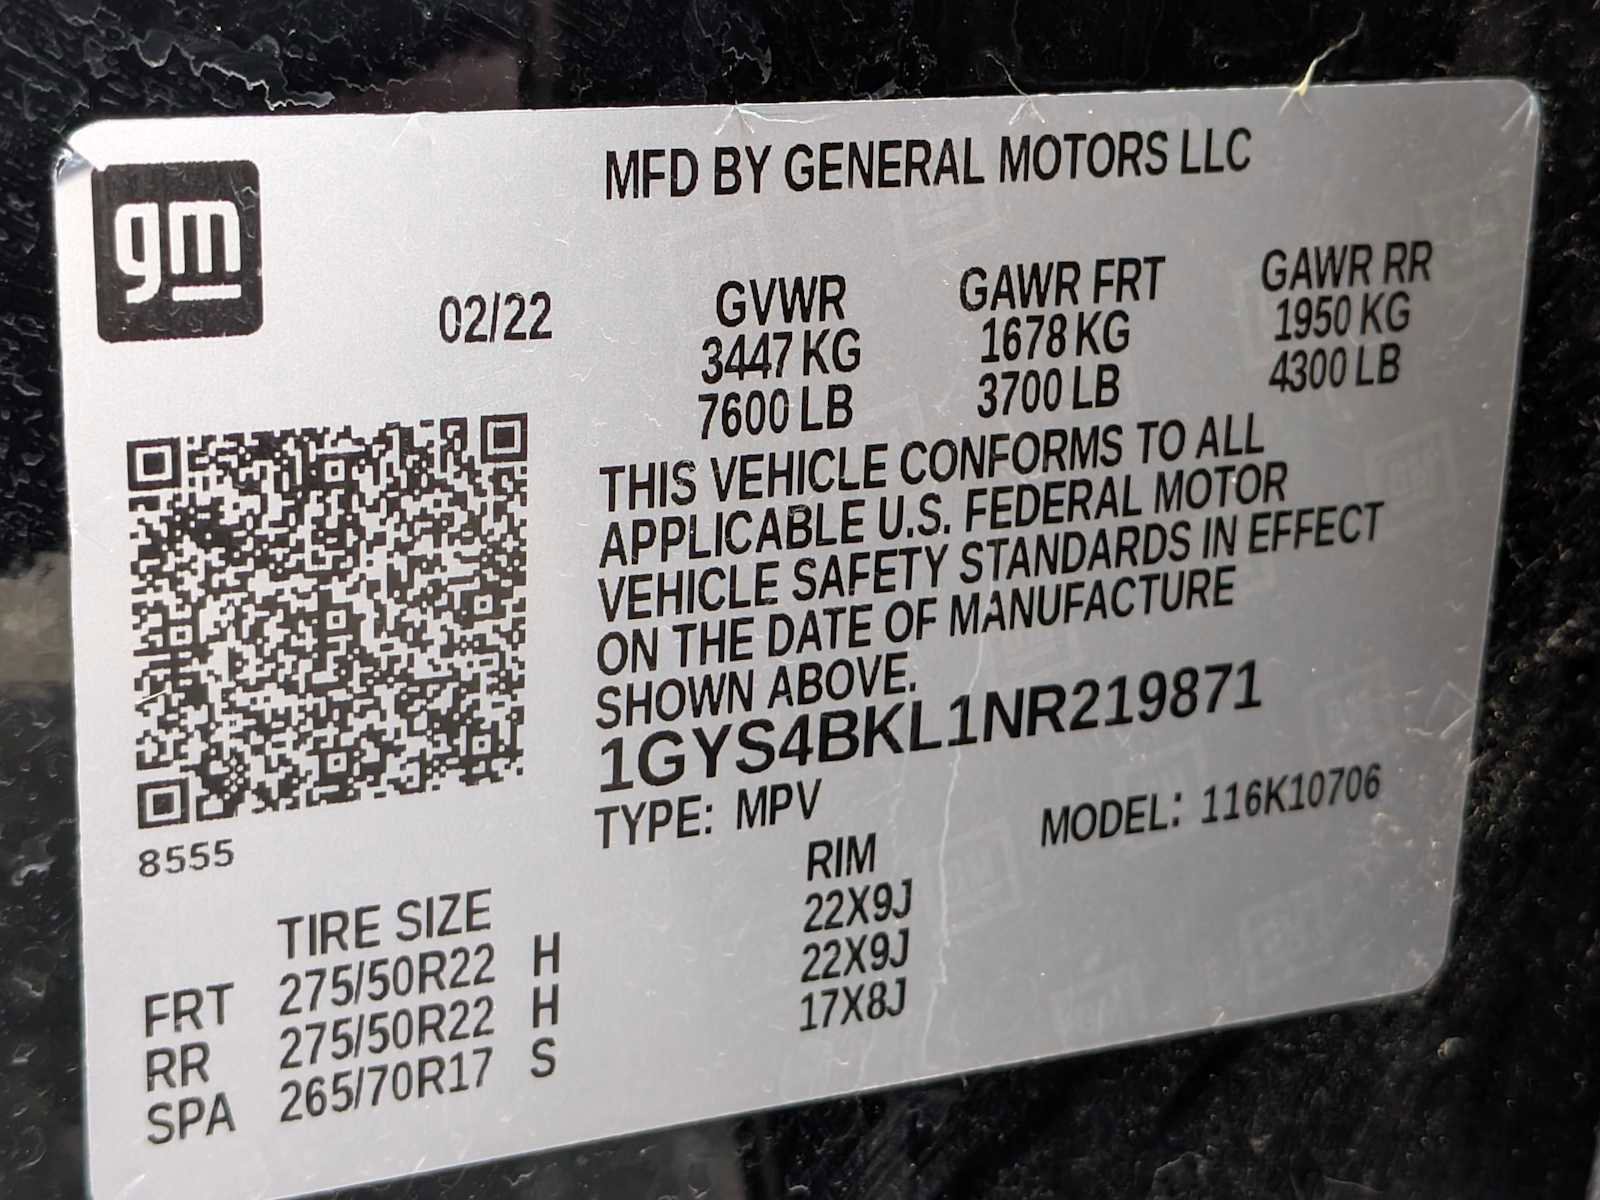 gm
MFD BY GENERAL MOTORS LLC
02/22
GVWR GAWR FRT GAWR RR
3447 KG 1678 KG 1950 KG
7600 LB 3700 LB 4300 LB
THIS VEHICLE CONFORMS TO ALL
APPLICABLE U.S. FEDERAL MOTOR
VEHICLE SAFETY STANDARDS IN EFFECT
ON THE DATE OF MANUFACTURE
SHOWN ABOVE.
1GYS4BKL1NR219871
TYPE: MPV MODEL: 116K10706
8555
TIRE SIZE RIM
FRT 275/50R22 H 22X9J
RR 275/50R22 H 22X9J
SPA 265/70R17 S 17X8J